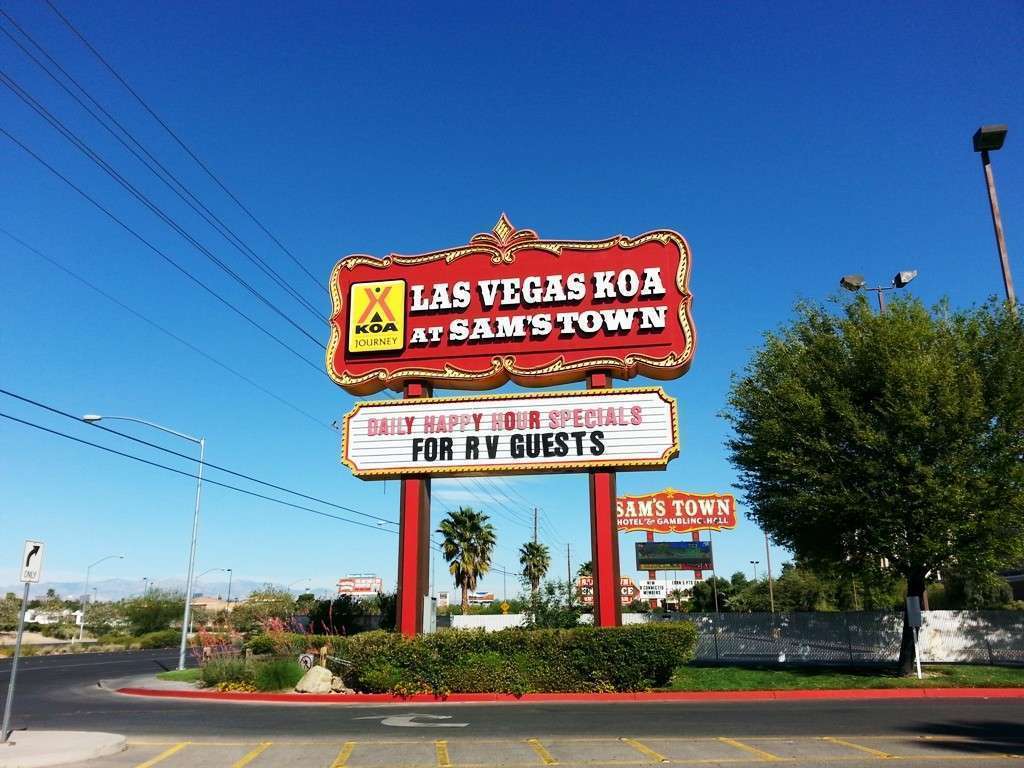 LAS VEGAS KOA
AT SAM'S TOWN
KOA
JOURNEY
DAILY HAPPY HOUR SPECIALS
FOR R V GUESTS
SAM'S TOWN
HOTEL & GAMBLING HALL
ONLY